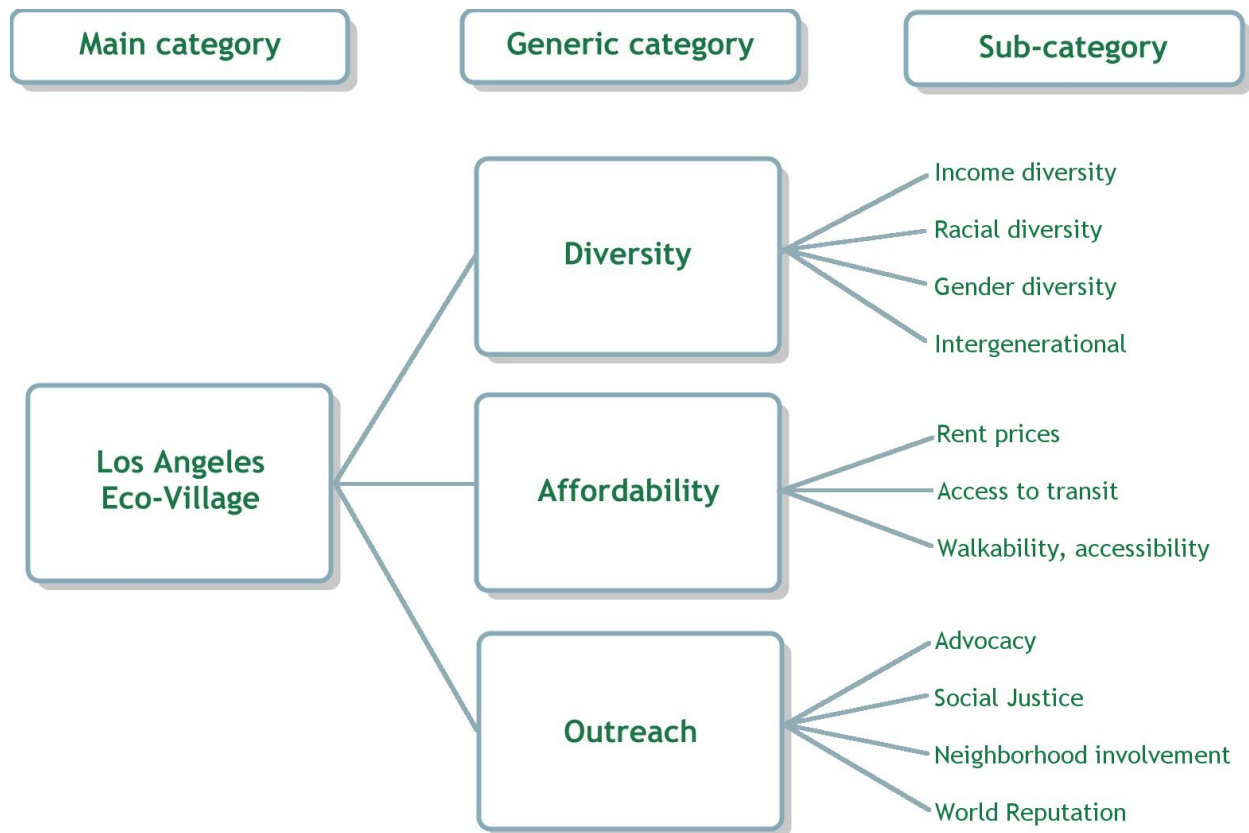 Main category
Generic category
Sub-category
Los Angeles
Eco-Village
Diversity
Income diversity
Racial diversity
Gender diversity
Intergenerational
Affordability
Rent prices
Access to transit
Walkability, accessibility
Outreach
Advocacy
Social Justice
Neighborhood involvement
World Reputation